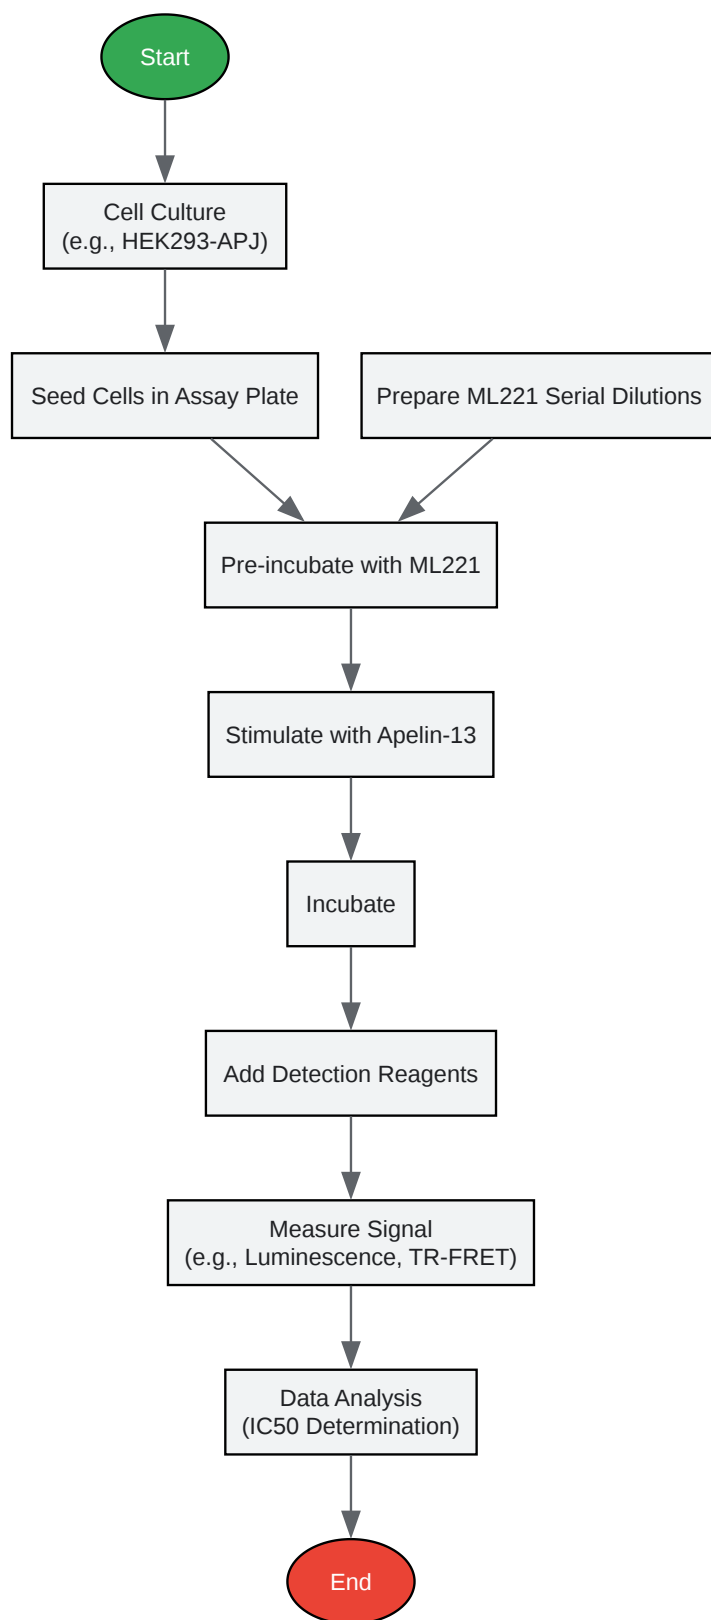 Start
Cell Culture
(e.g., HEK293-APJ)
Seed Cells in Assay Plate
Prepare ML221 Serial Dilutions
Pre-incubate with ML221
Stimulate with Apelin-13
Incubate
Add Detection Reagents
Measure Signal
(e.g., Luminescence, TR-FRET)
Data Analysis
(IC50 Determination)
End